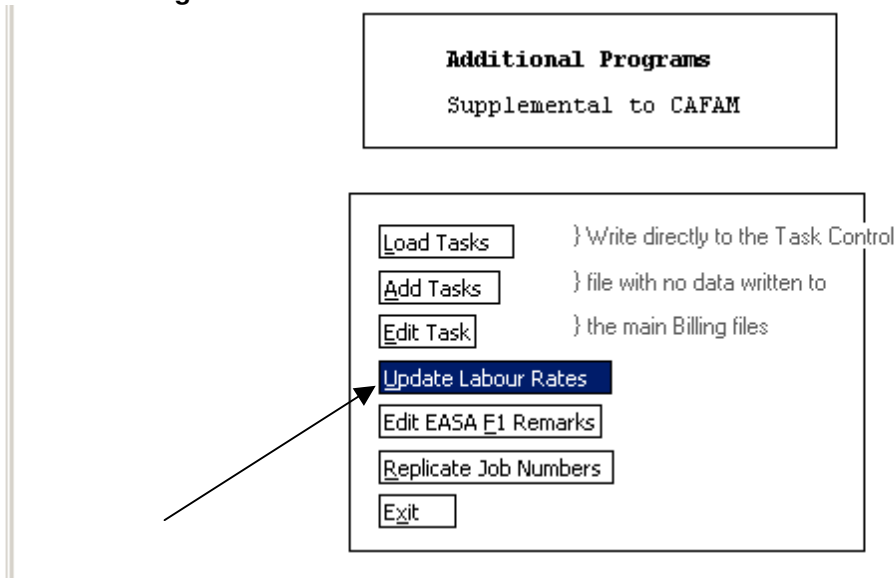 Additional Programs
Supplemental to CAFAM
Load Tasks } Write directly to the Task Control
Add Tasks } file with no data written to
Edit Task } the main Billing files
Update Labour Rates
Edit EASA F1 Remarks
Replicate Job Numbers
Exit